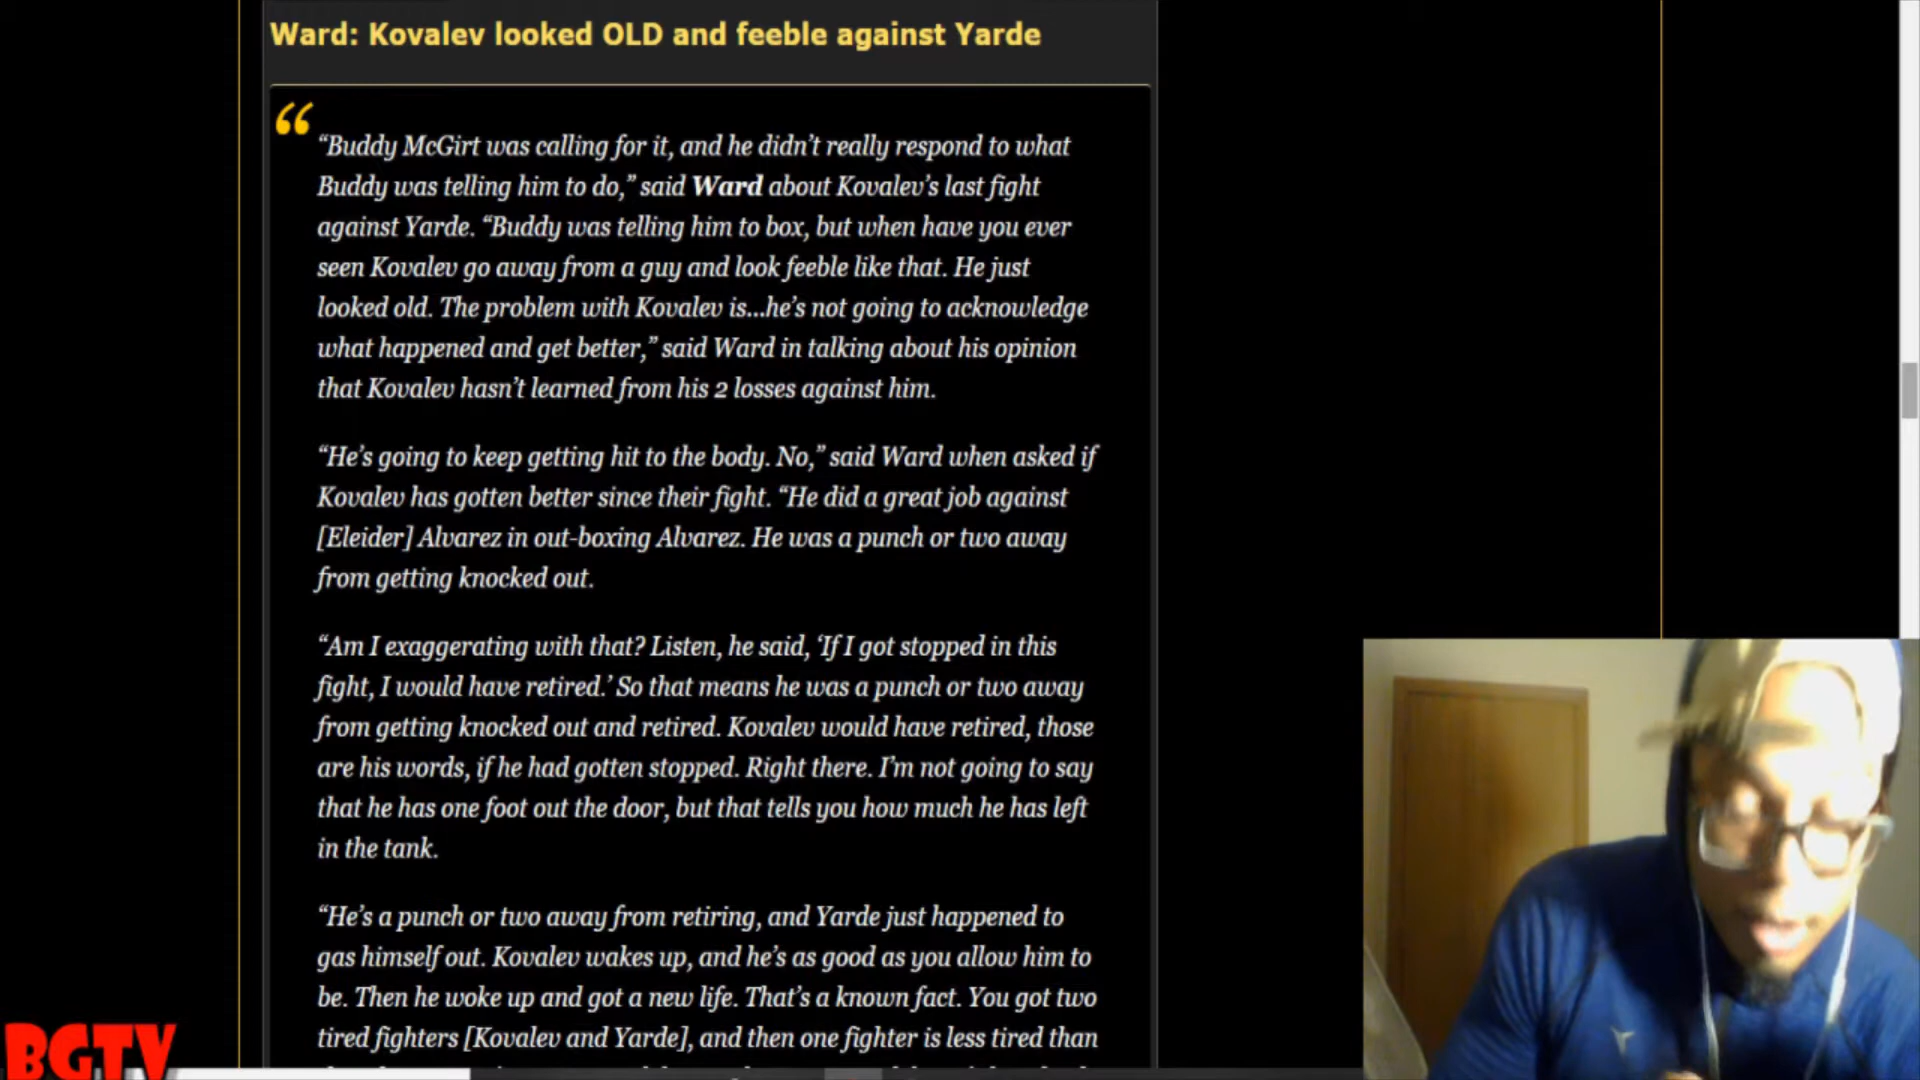 Ward: Kovalev looked OLD and feeble against Yarde
“
“Buddy McGirt was calling for it, and he didn’t really respond to what
Buddy was telling him to do,” said Ward about Kovalev’s last fight
against Yarde. “Buddy was telling him to box, but when have you ever
seen Kovalev go away from a guy and look feeble like that. He just
looked old. The problem with Kovalev is...he’s not going to acknowledge
what happened and get better,” said Ward in talking about his opinion
that Kovalev hasn’t learned from his 2 losses against him.
“He’s going to keep getting hit to the body. No,” said Ward when asked if
Kovalev has gotten better since their fight. “He did a great job against
[Eleider] Alvarez in out-boxing Alvarez. He was a punch or two away
from getting knocked out.
“Am I exaggerating with that? Listen, he said, ‘If I got stopped in this
fight, I would have retired.’ So that means he was a punch or two away
from getting knocked out and retired. Kovalev would have retired, those
are his words, if he had gotten stopped. Right there. I’m not going to say
that he has one foot out the door, but that tells you how much he has left
in the tank.
“He’s a punch or two away from retiring, and Yarde just happened to
gas himself out. Kovalev wakes up, and he’s as good as you allow him to
be. Then he woke up and got a new life. That’s a known fact. You got two
tired fighters [Kovalev and Yarde], and then one fighter is less tired than
BGTV